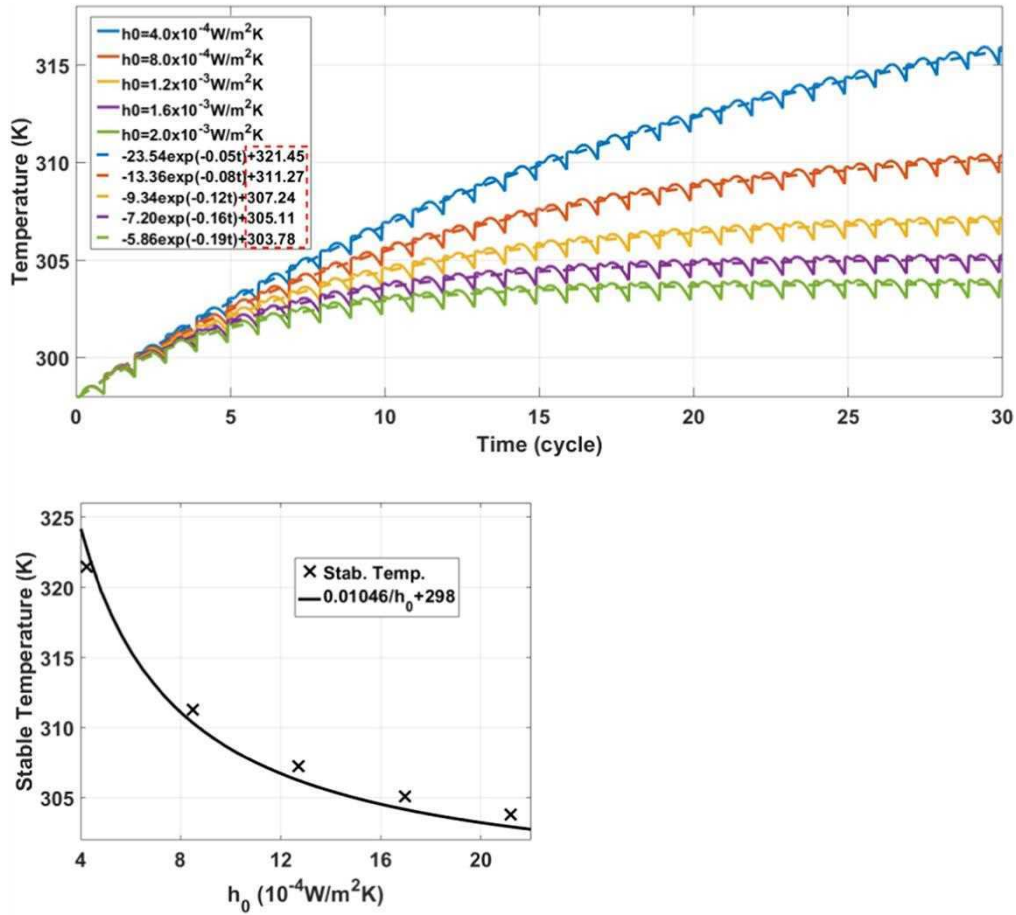 h0=4.0x10^-4W/m^2K
h0=8.0x10^-4W/m^2K
h0=1.2x10^-3W/m^2K
h0=1.6x10^-3W/m^2K
h0=2.0x10^-3W/m^2K
-23.54exp(-0.05t)+321.45
-13.36exp(-0.08t)+311.27
-9.34exp(-0.12t)+307.24
-7.20exp(-0.16t)+305.11
-5.86exp(-0.19t)+303.78
Temperature (K)
315
310
305
300
0 5 10 15 20 25 30
Time (cycle)
Stable Temperature (K)
325
320
315
310
305
Stab. Temp.
0.01046/h_0+298
4 8 12 16 20
h_0 (10^-4W/m^2K)